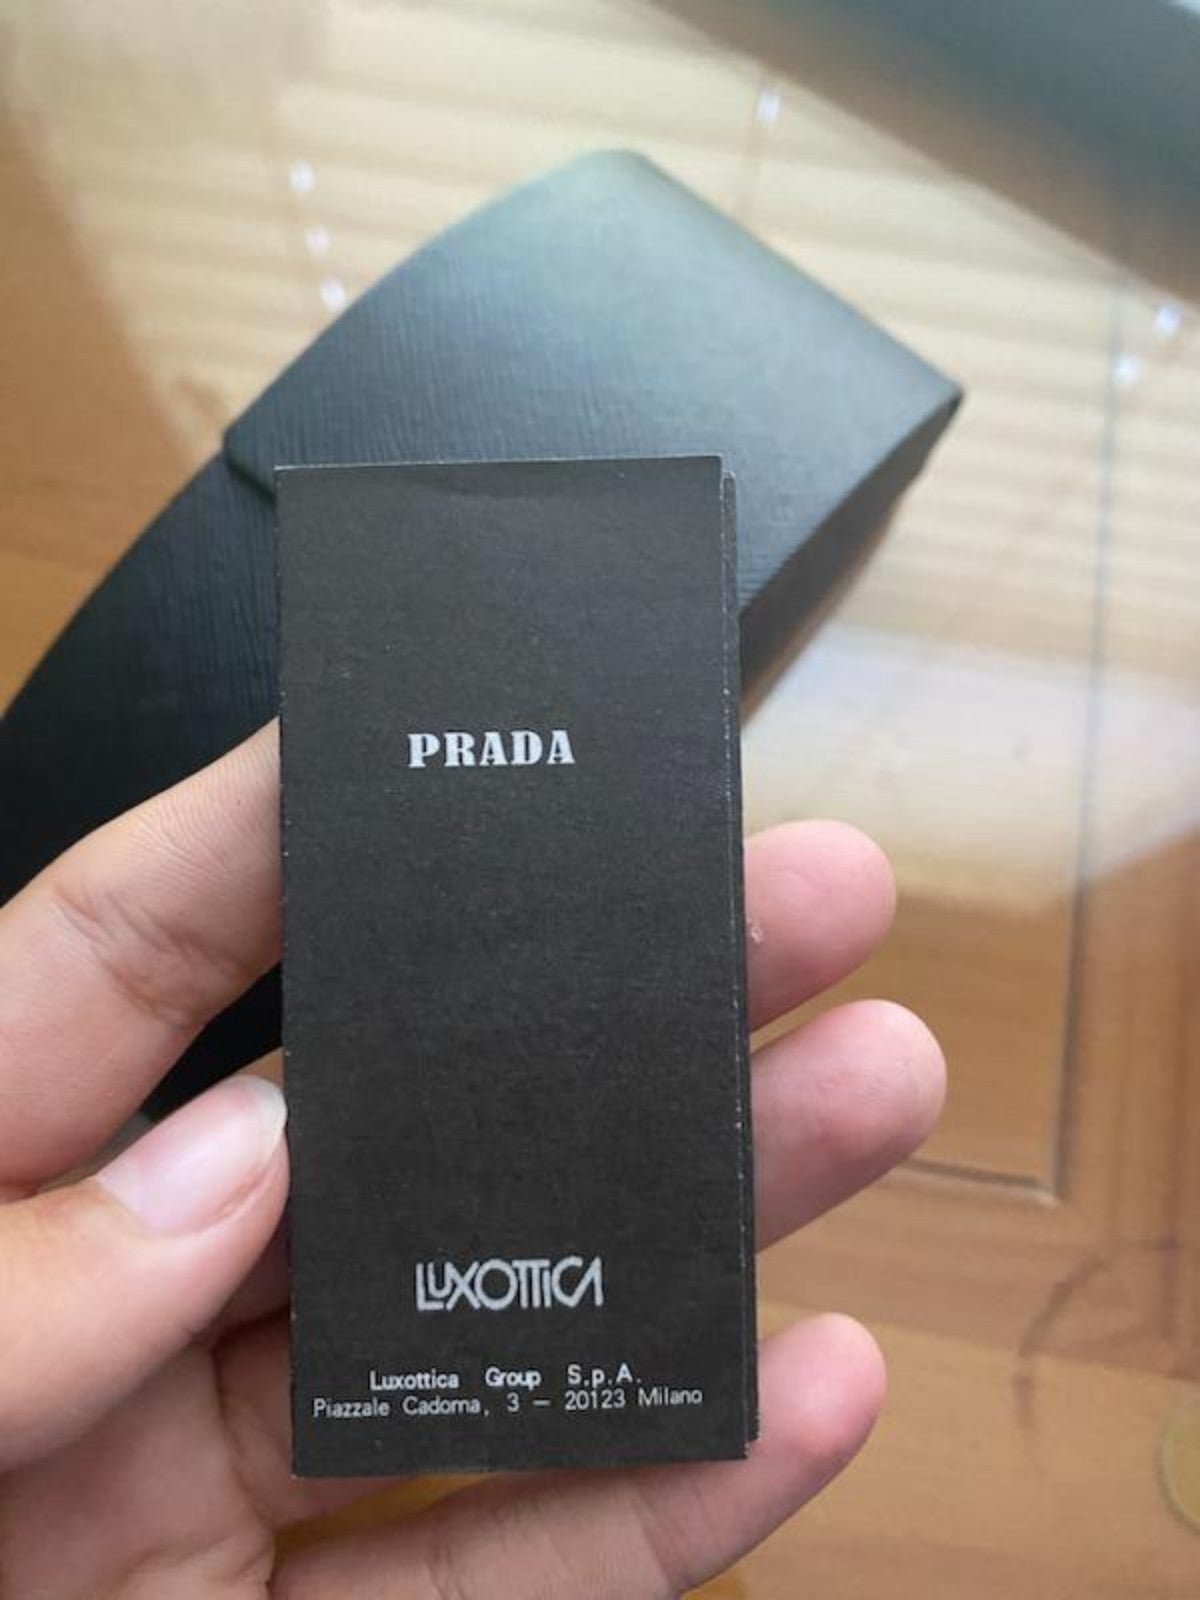 PRADA
LUXOTTICA
Luxottica Group S.p.A.
Piazzale Cadorna, 3 – 20123 Milano